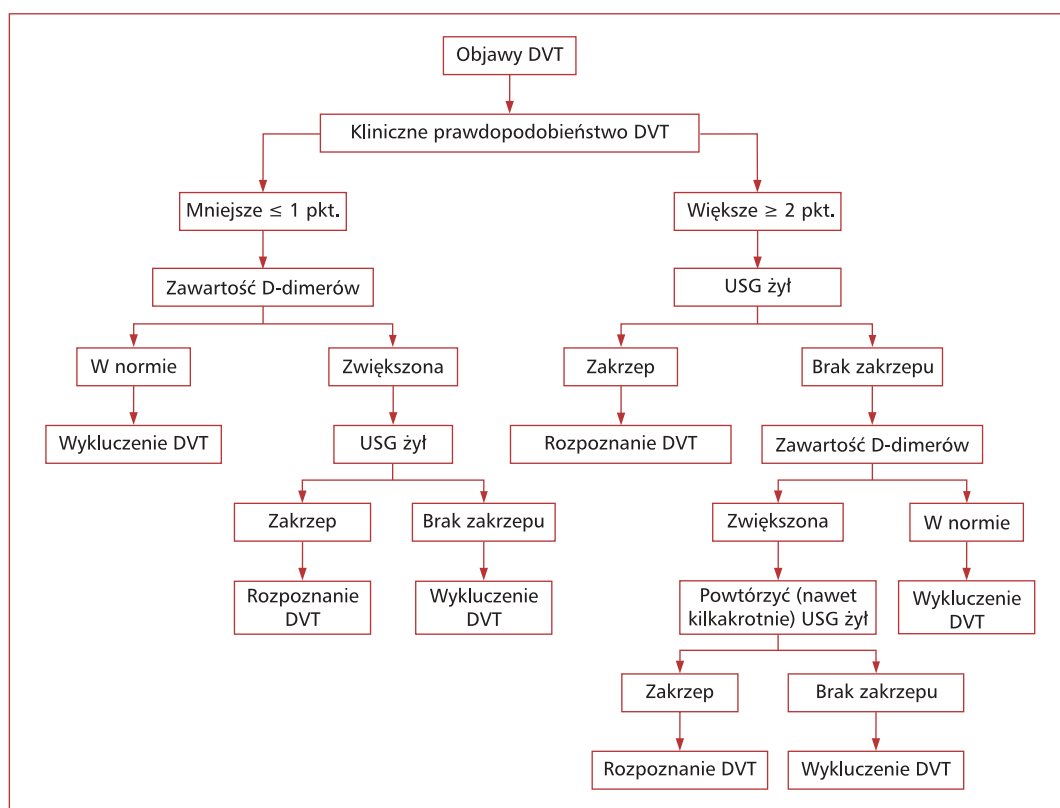 Objawy DVT
Kliniczne prawdopodobieństwo DVT
Mniejsze ≤ 1 pkt.
Większe ≥ 2 pkt.
Zawartość D-dimerów
USG żył
W normie
Zwiększona
Zakrzep
Brak zakrzepu
Wykluczenie DVT
USG żył
Rozpoznanie DVT
Zawartość D-dimerów
Zakrzep
Brak zakrzepu
Zwiększona
W normie
Rozpoznanie
DVT
Wykluczenie
DVT
Powtórzyć (nawet
kilkakrotnie) USG żył
Wykluczenie
DVT
Zakrzep
Brak zakrzepu
Rozpoznanie DVT
Wykluczenie DVT